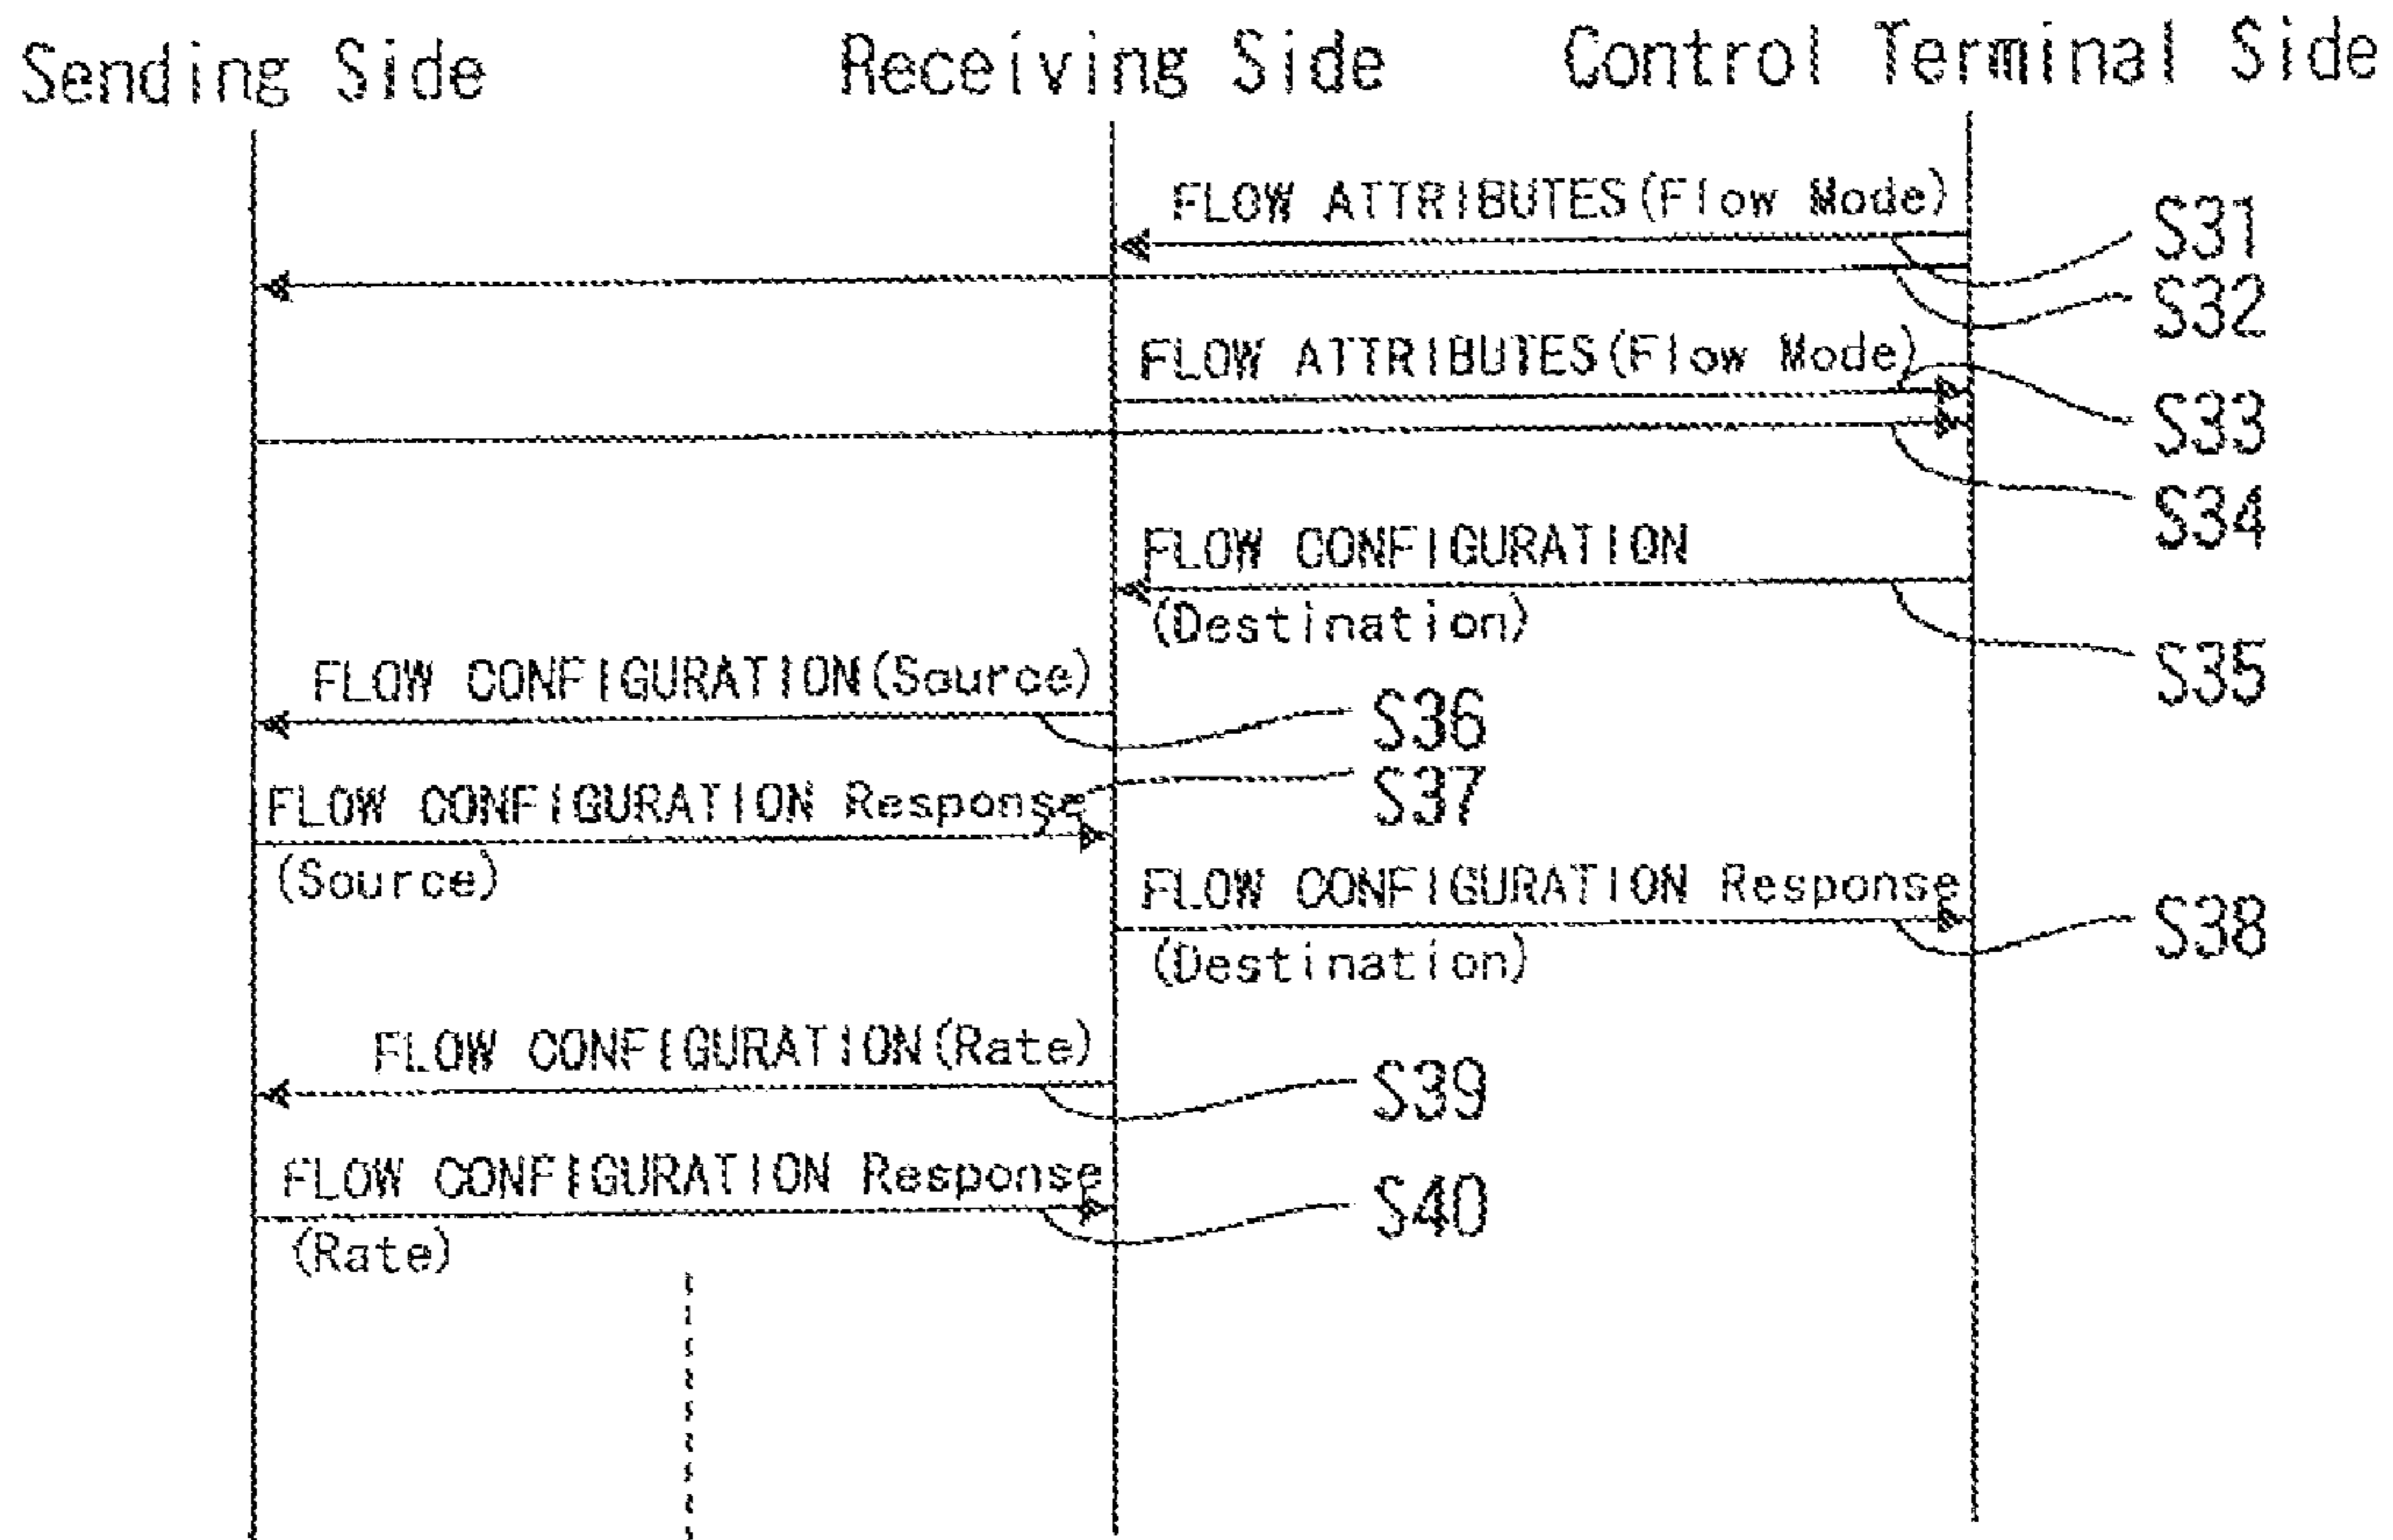 Sending Side
Receiving Side
Control Terminal Side
FLOW ATTRIBUTES(Flow Mode)
S31
S32
FLOW ATTRIBUTES(Flow Mode)
S33
S34
FLOW CONFIGURATION
(Destination)
S35
FLOW CONFIGURATION(Source)
S36
FLOW CONFIGURATION Response
S37
(Source)
FLOW CONFIGURATION Response
S38
(Destination)
FLOW CONFIGURATION(Rate)
S39
FLOW CONFIGURATION Response
S40
(Rate)